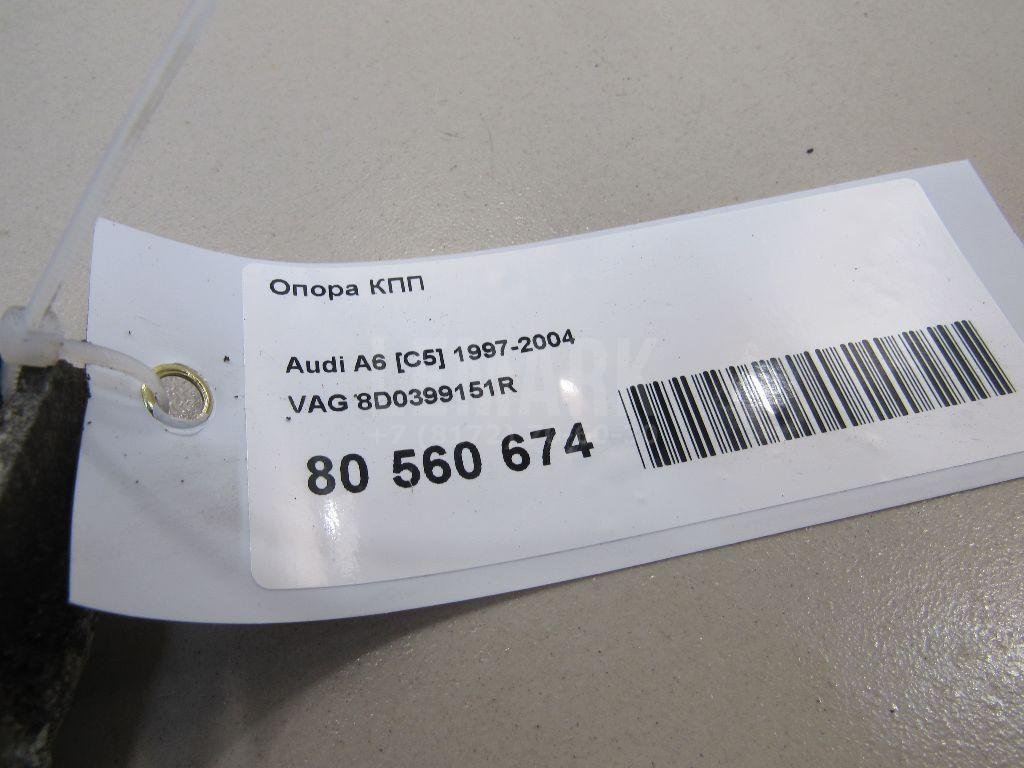 Опора КПП
Audi A6 [C5] 1997-2004
VAG 8D0399151R
80 560 674